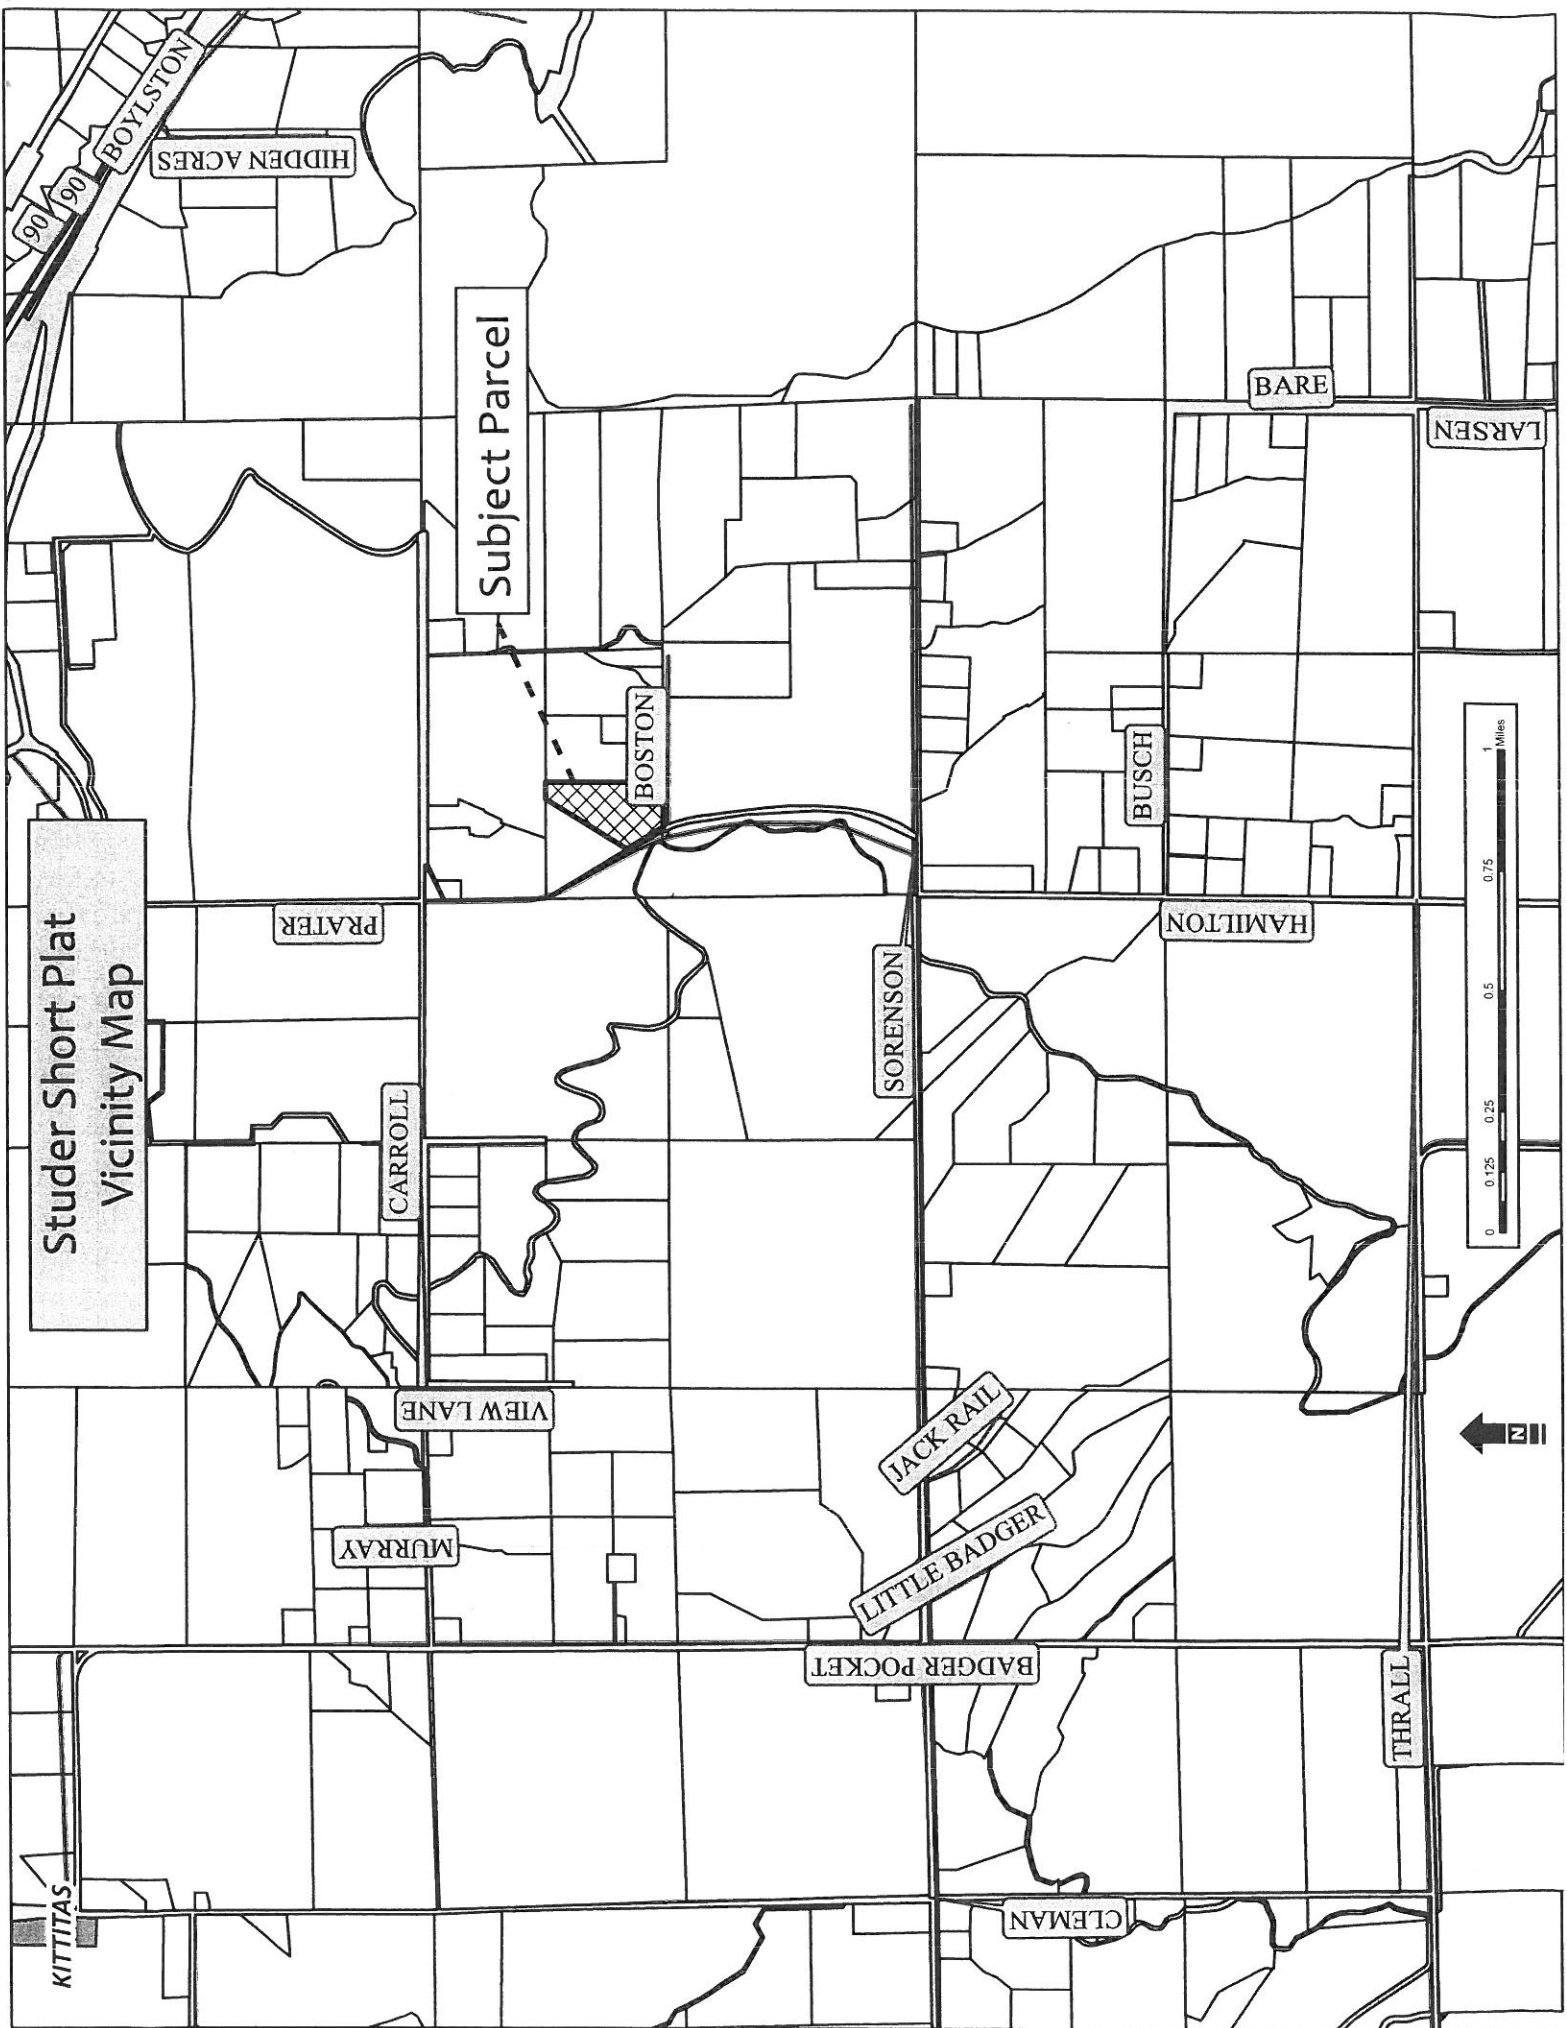 Studer Short Plat
Vicinity Map
KITTITAS
90
90
BOYLSTON
HIDDEN ACRES
PRATER
CARROLL
VIEW LANE
MURRAY
Subject Parcel
BOSTON
SORENSON
JACK RAIL
LITTLE BADGER
BADGER POCKET
CLEMAN
BUSCH
HAMILTON
BARE
LARSEN
THRALL
0 0.125 0.25 0.5 0.75 1
Miles
N